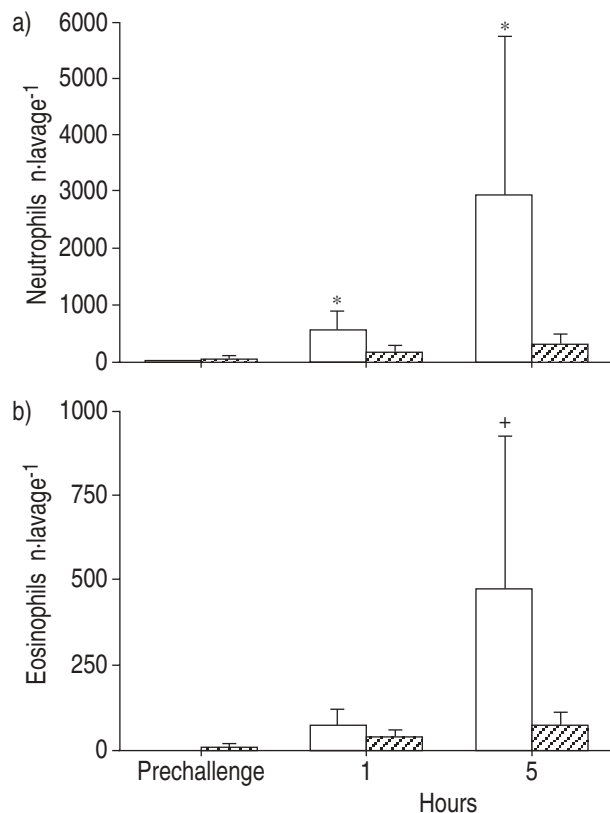 a)
Neutrophils n·lavage⁻¹
6000
5000
4000
3000
2000
1000
0
*
*
b)
Eosinophils n·lavage⁻¹
1000
750
500
250
0
+
Prechallenge 1 5
Hours